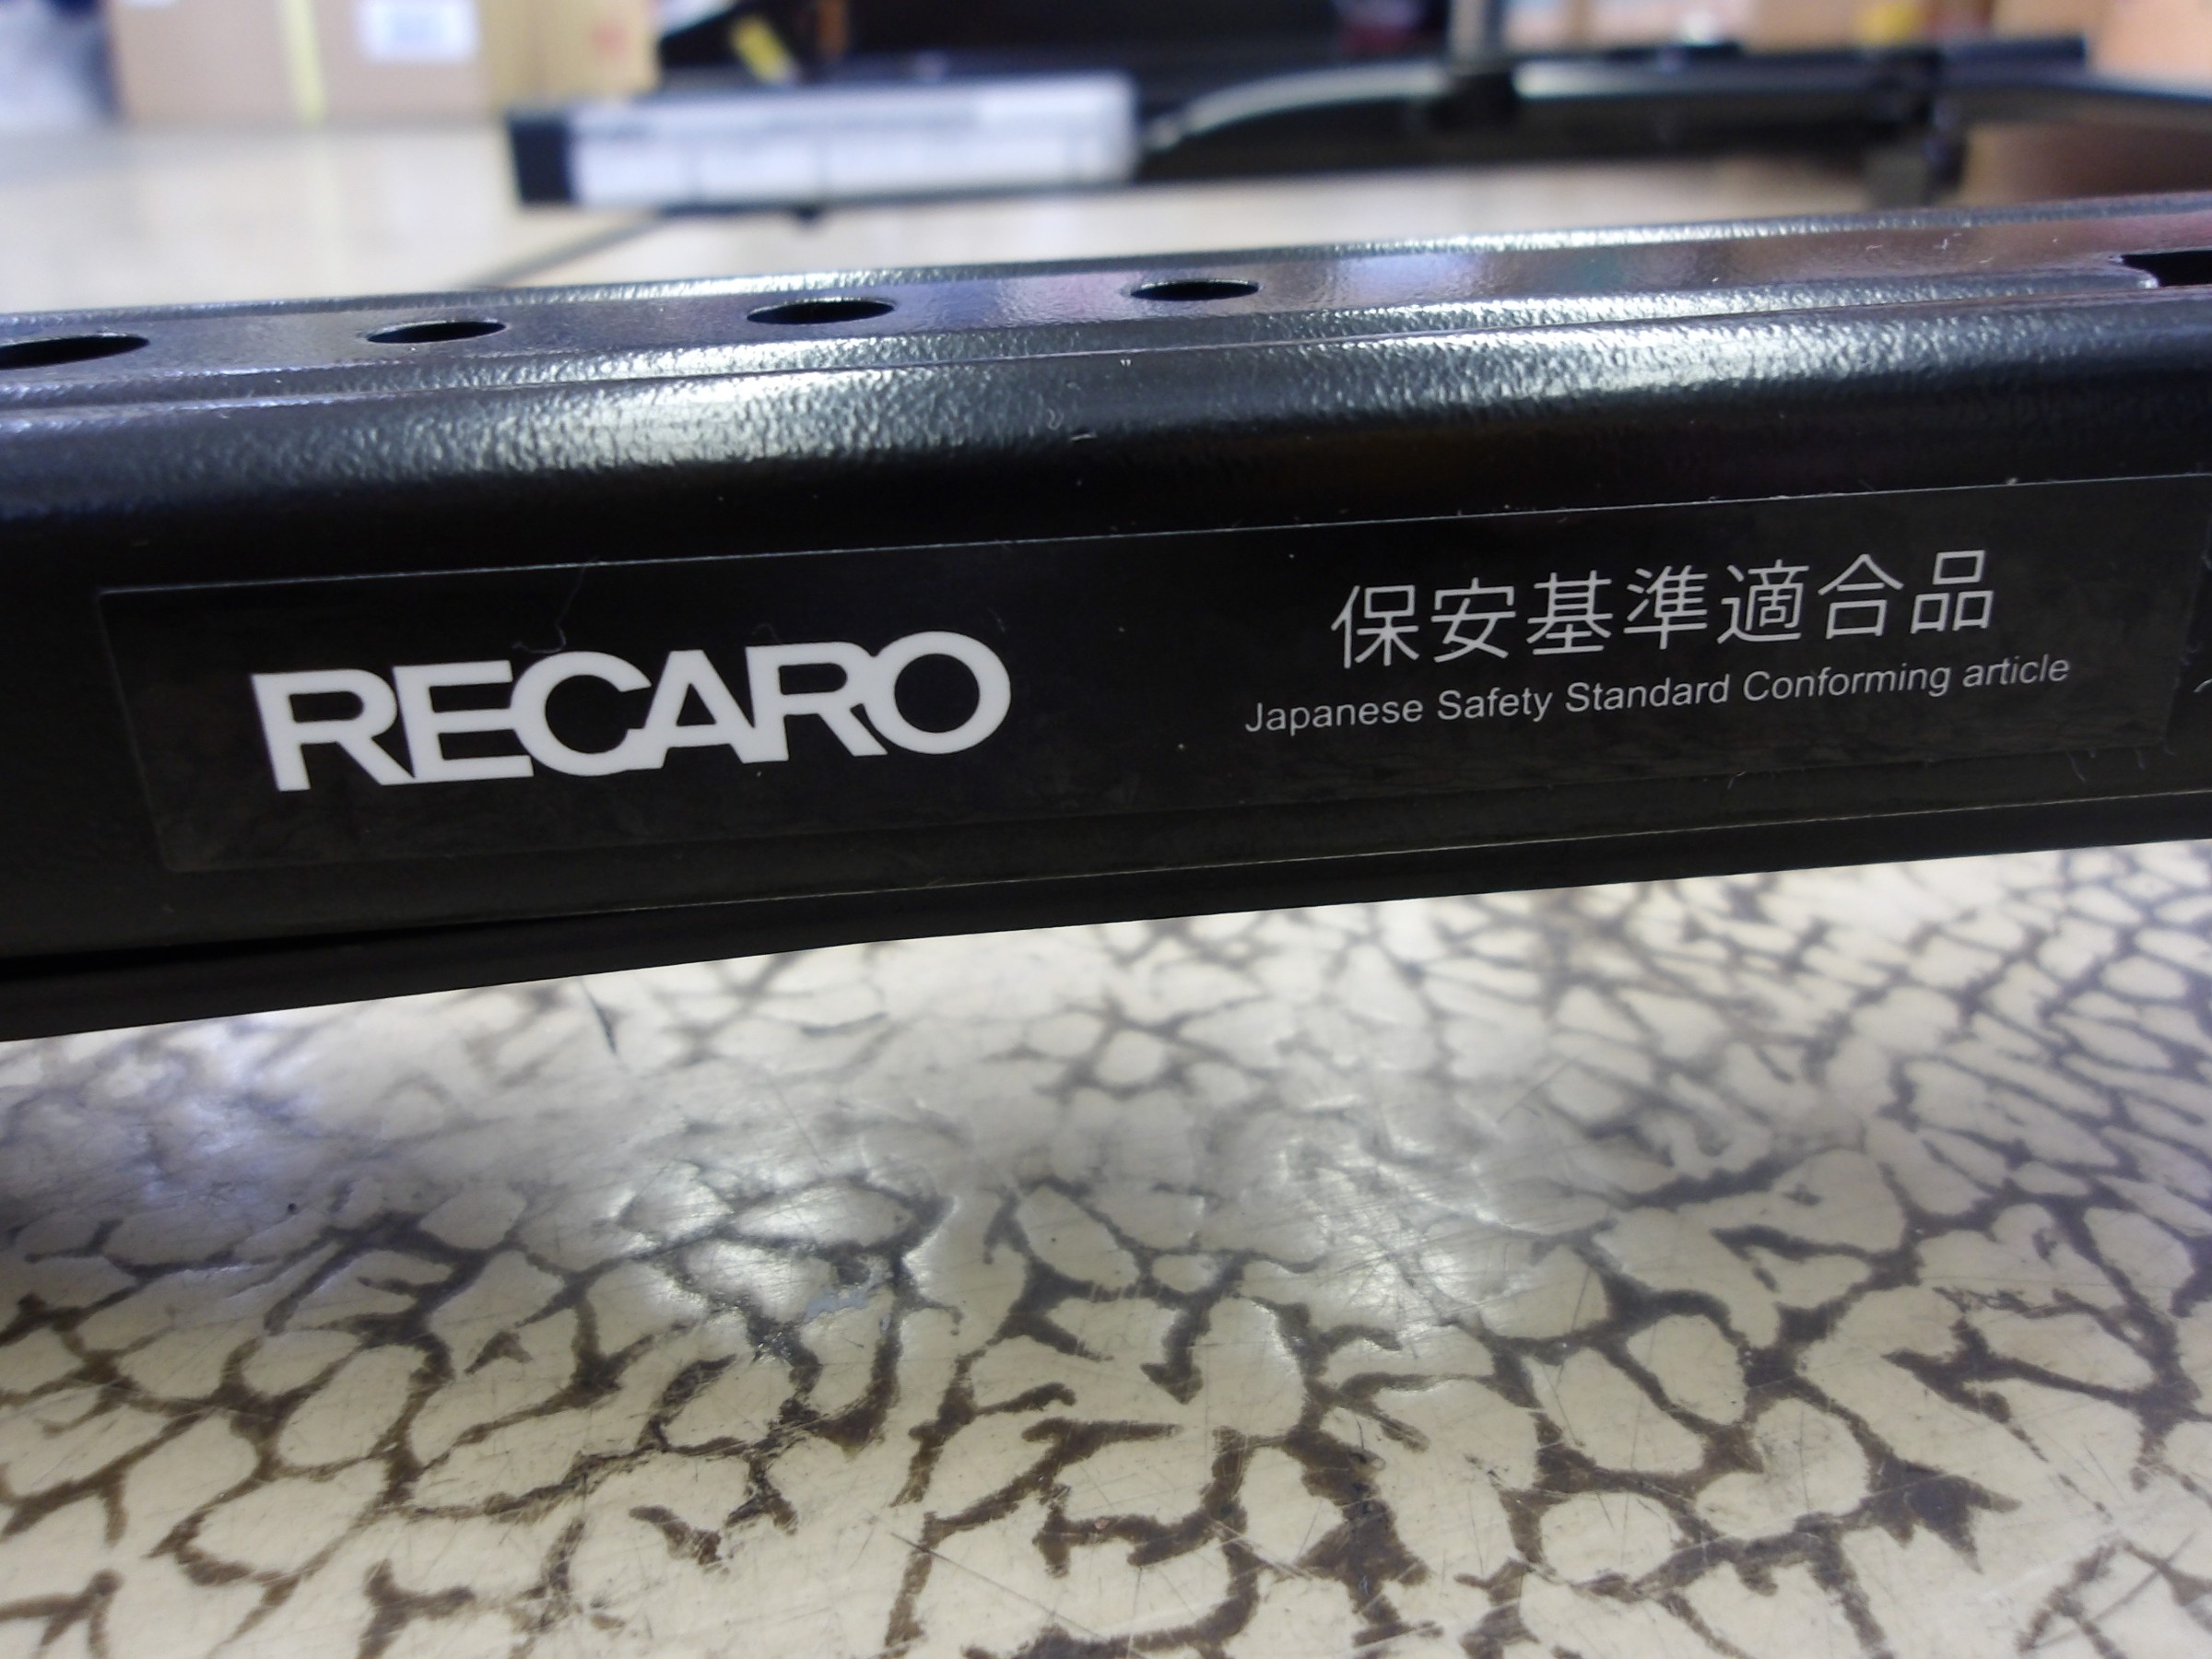 RECARO
保安基準適合品
Japanese Safety Standard Conforming article